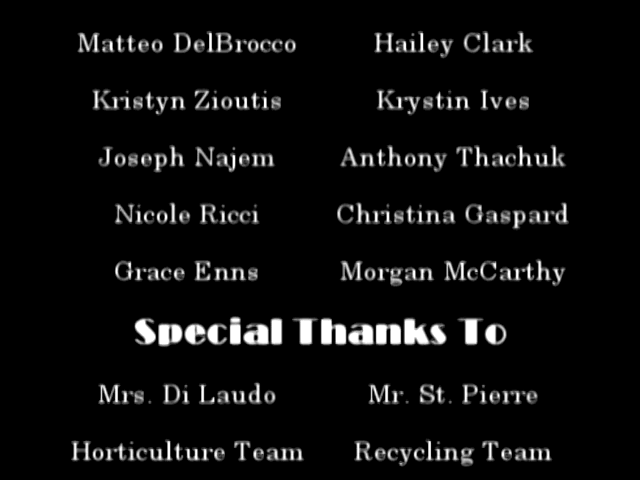 Matteo DelBrocco Hailey Clark
Kristyn Zioutis Krystin Ives
Joseph Najem Anthony Thachuk
Nicole Ricci Christina Gaspard
Grace Enns Morgan McCarthy
Special Thanks To
Mrs. Di Laudo Mr. St. Pierre
Horticulture Team Recycling Team